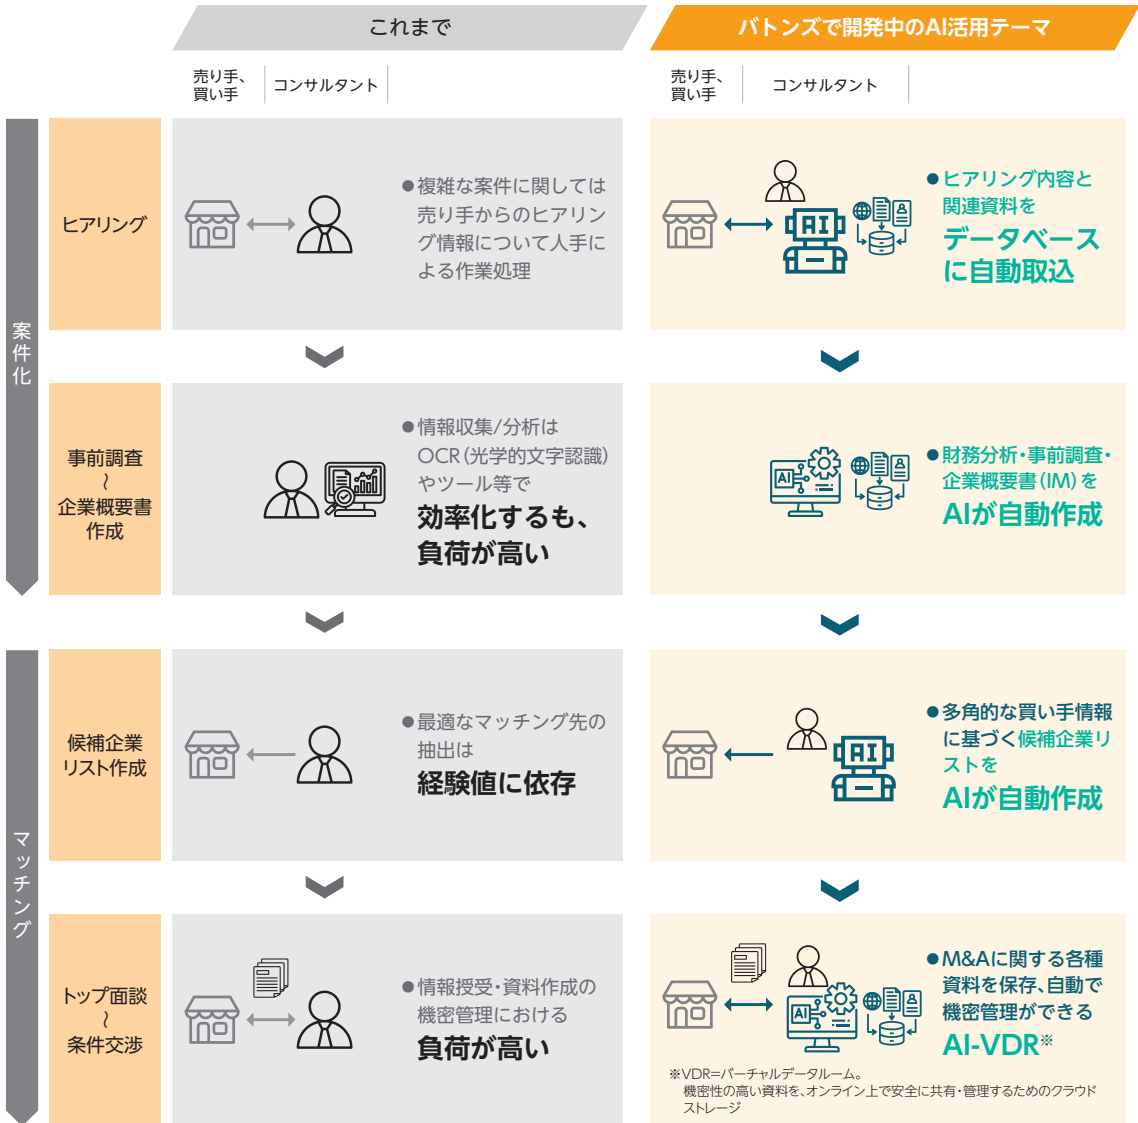 これまで
バトンズで開発中のAI活用テーマ
売り手、
買い手
コンサルタント
売り手、
買い手
コンサルタント
案件化
ヒアリング
●複雑な案件に関しては
売り手からのヒアリン
グ情報について人手に
よる作業処理
●ヒアリング内容と
関連資料を
データベース
に自動取込
AI
事前調査
~
企業概要書
作成
●情報収集/分析は
OCR(光学的文字認識)
やツール等で
効率化するも、
負荷が高い
AI
●財務分析・事前調査・
企業概要書(IM)を
AIが自動作成
マッチング
候補企業
リスト作成
●最適なマッチング先の
抽出は
経験値に依存
AI
●多角的な買い手情報
に基づく候補企業リ
ストを
AIが自動作成
トップ面談
~
条件交渉
●情報授受・資料作成の
機密管理における
負荷が高い
AI
●M&Aに関する各種
資料を保存、自動で
機密管理ができる
AI-VDR※
※VDR=バーチャルデータルーム。
機密性の高い資料を、オンライン上で安全に共有・管理するためのクラウド
ストレージ